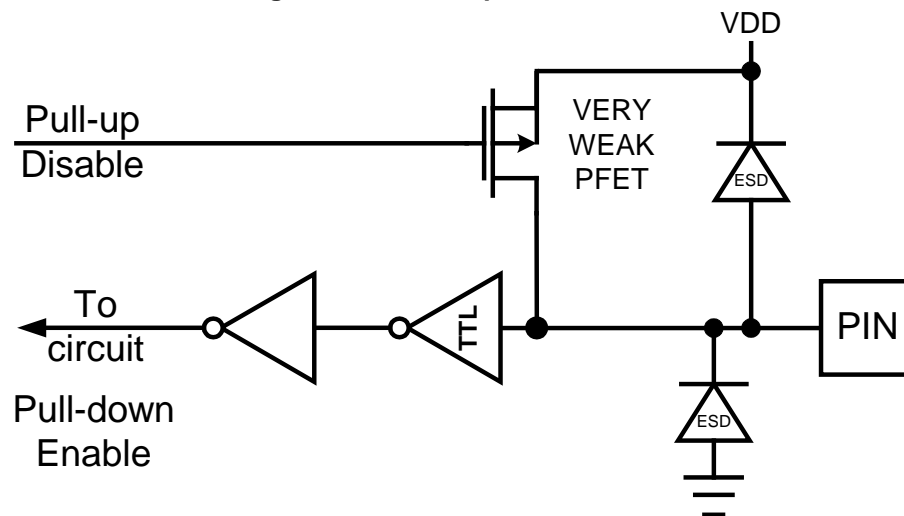 VDD
Pull-up
Disable
VERY
WEAK
PFET
ESD
To
circuit
TTL
PIN
Pull-down
Enable
ESD